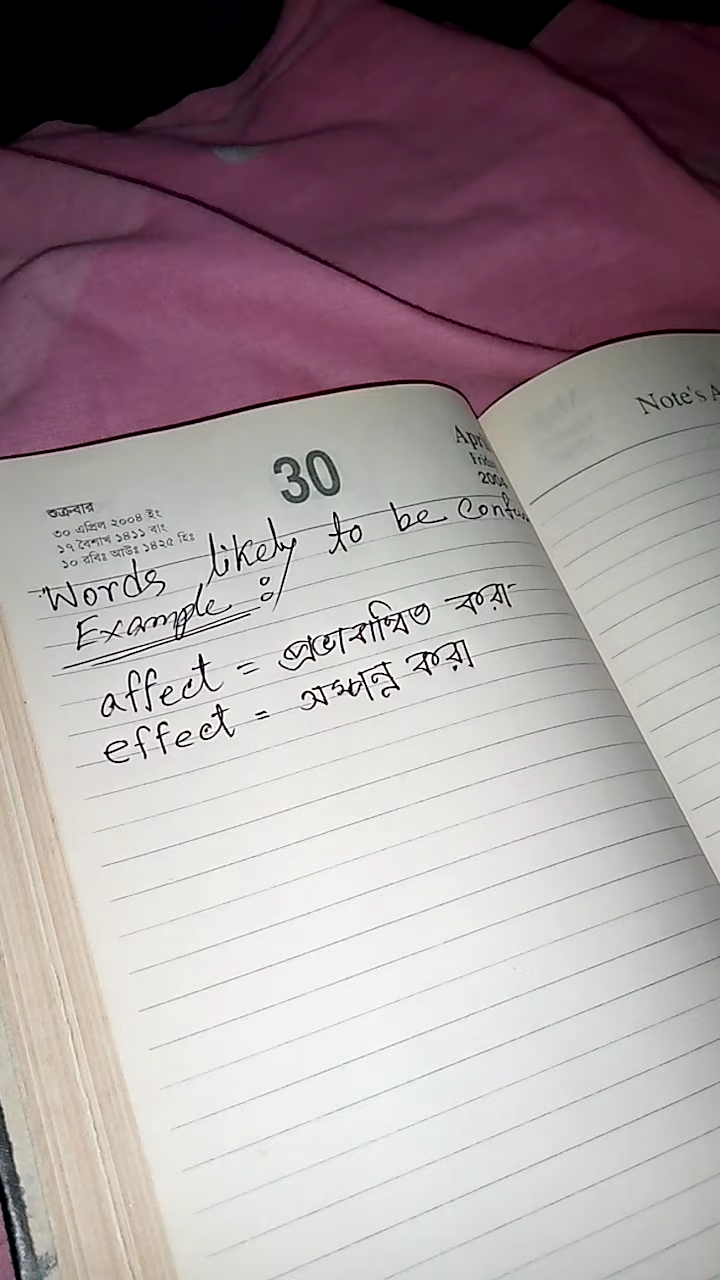 শুক্রবার
৩০ এপ্রিল ২০০৪ ইং
১৭ বৈশাখ ১৪১১ বাং
১০ রবিঃ আউঃ ১৪২৫ হিঃ
30
April
Friday
2004
Note's
Words likely to be
Example :
affect = প্রভাবান্বিত করা
effect = সম্পন্ন করা